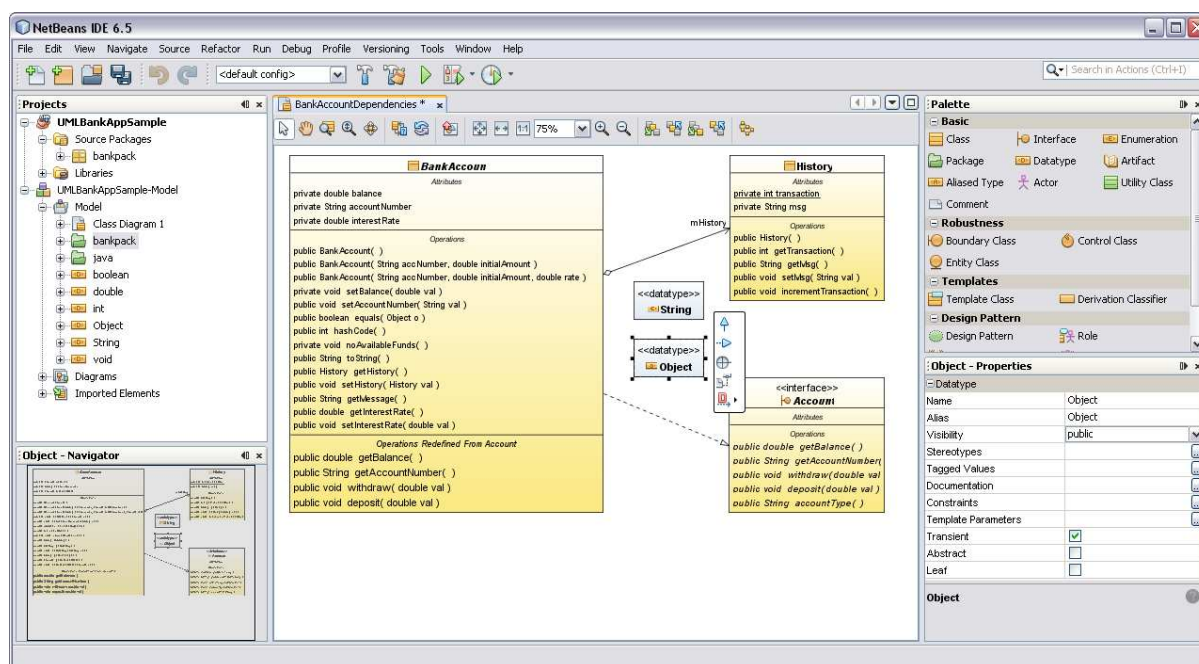 NetBeans IDE 6.5
File Edit View Navigate Source Refactor Run Debug Profile Versioning Tools Window Help
<default config>
Search in Actions (Ctrl+I)
Projects
UMLBankAppSample
Source Packages
bankpack
Libraries
UMLBankAppSample-Model
Model
Class Diagram 1
bankpack
java
boolean
double
int
Object
String
void
Diagrams
Imported Elements
Object - Navigator
BankAccountDependencies *
75%
BankAccoun
Attributes
private double balance
private String accountNumber
private double interestRate
Operations
public BankAccount( )
public BankAccount( String accNumber, double initialAmount )
public BankAccount( String accNumber, double initialAmount, double rate )
private void setBalance( double val )
public void setAccountNumber( String val )
public boolean equals( Object o )
public int hashCode( )
private void noAvailableFunds( )
public String toString( )
public History getHistory( )
public void setHistory( History val )
public String getMessage( )
public double getInterestRate( )
public void setInterestRate( double val )
Operations Redefined From Account
public double getBalance( )
public String getAccountNumber( )
public void withdraw( double val )
public void deposit( double val )
mHistory
History
Attributes
private int transaction
private String msg
Operations
public History( )
public int getTransaction( )
public String getMsg( )
public void setMsg( String val )
public void incrementTransaction( )
<<datatype>>
String
<<datatype>>
Object
<<interface>>
Account
Attributes
Operations
public double getBalance( )
public String getAccountNumber(
public void withdraw( double val
public void deposit( double val )
public String accountType( )
Palette
Basic
Class Interface Enumeration
Package Datatype Artifact
Aliased Type Actor Utility Class
Comment
Robustness
Boundary Class Control Class
Entity Class
Templates
Template Class Derivation Classifier
Design Pattern
Design Pattern Role
Object - Properties
Datatype
Name Object
Alias Object
Visibility public
Stereotypes
Tagged Values
Documentation
Constraints
Template Parameters
Transient
Abstract
Leaf
Object